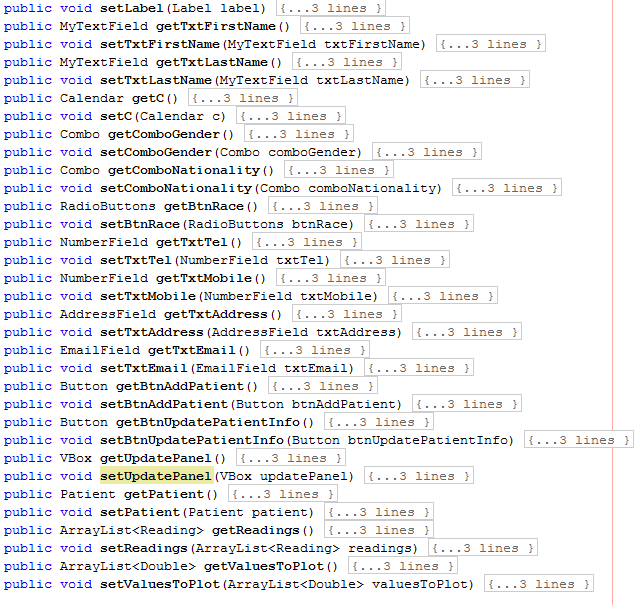 public void setLabel(Label label) {...3 lines }
public MyTextField getTxtFirstName() {...3 lines }
public void setTxtFirstName(MyTextField txtFirstName) {...3 lines }
public MyTextField getTxtLastName() {...3 lines }
public void setTxtLastName(MyTextField txtLastName) {...3 lines }
public Calendar getC() {...3 lines }
public void setC(Calendar c) {...3 lines }
public Combo getComboGender() {...3 lines }
public void setComboGender(Combo comboGender) {...3 lines }
public Combo getComboNationality() {...3 lines }
public void setComboNationality(Combo comboNationality) {...3 lines }
public RadioButtons getBtnRace() {...3 lines }
public void setBtnRace(RadioButtons btnRace) {...3 lines }
public NumberField getTxtTel() {...3 lines }
public void setTxtTel(NumberField txtTel) {...3 lines }
public NumberField getTxtMobile() {...3 lines }
public void setTxtMobile(NumberField txtMobile) {...3 lines }
public AddressField getTxtAddress() {...3 lines }
public void setTxtAddress(AddressField txtAddress) {...3 lines }
public EmailField getTxtEmail() {...3 lines }
public void setTxtEmail(EmailField txtEmail) {...3 lines }
public Button getBtnAddPatient() {...3 lines }
public void setBtnAddPatient(Button btnAddPatient) {...3 lines }
public Button getBtnUpdatePatientInfo() {...3 lines }
public void setBtnUpdatePatientInfo(Button btnUpdatePatientInfo) {...3 lines }
public VBox getUpdatePanel() {...3 lines }
public void setUpdatePanel(VBox updatePanel) {...3 lines }
public Patient getPatient() {...3 lines }
public void setPatient(Patient patient) {...3 lines }
public ArrayList<Reading> getReadings() {...3 lines }
public void setReadings(ArrayList<Reading> readings) {...3 lines }
public ArrayList<Double> getValuesToPlot() {...3 lines }
public void setValuesToPlot(ArrayList<Double> valuesToPlot) {...3 lines }